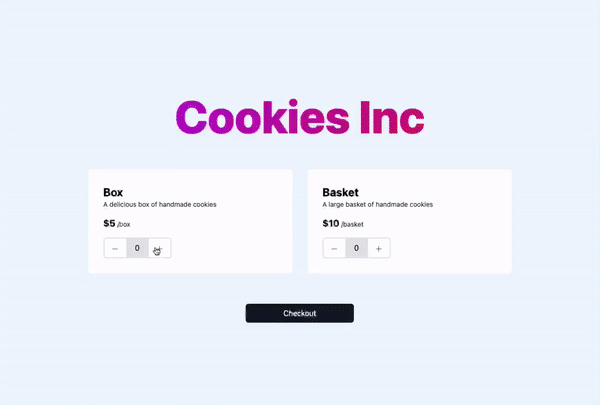 Cookies Inc
Box
A delicious box of handmade cookies
$5 /box
− 0
Basket
A large basket of handmade cookies
$10 /basket
− 0 +
Checkout